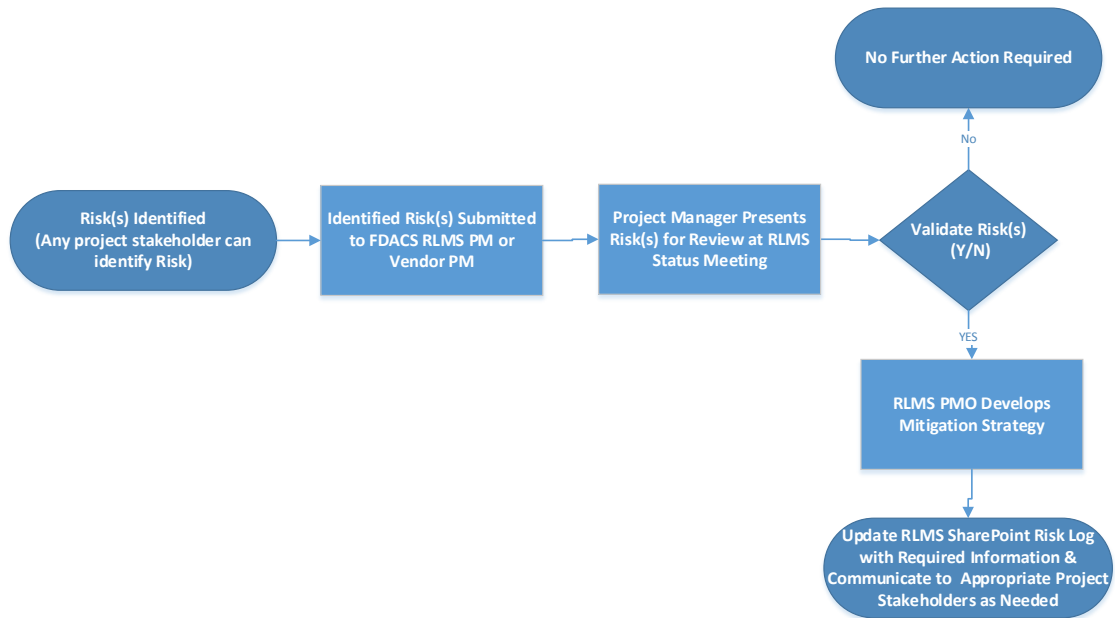 Risk(s) Identified
(Any project stakeholder can
identify Risk)
Identified Risk(s) Submitted
to FDACS RLMS PM or
Vendor PM
Project Manager Presents
Risk(s) for Review at RLMS
Status Meeting
Validate Risk(s)
(Y/N)
No
No Further Action Required
YES
RLMS PMO Develops
Mitigation Strategy
Update RLMS SharePoint Risk Log
with Required Information &
Communicate to Appropriate Project
Stakeholders as Needed